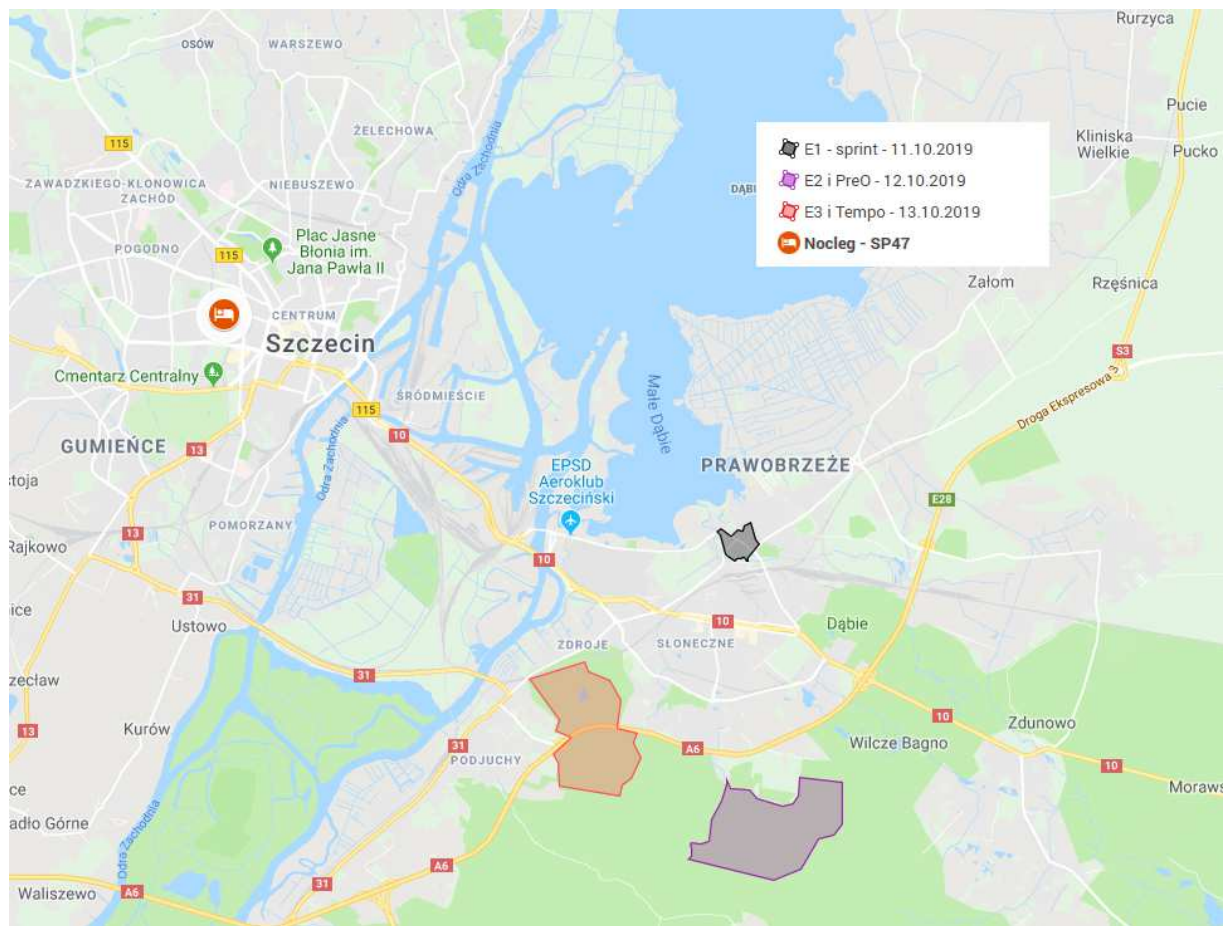 Rurzyca
OSÓW
WARSZEWO
Pucie
115
ŻELECHOWA
Odra Zachodnia
Kliniska
Wielkie
Pucko
E1 - sprint - 11.10.2019
E2 i PreO - 12.10.2019
E3 i Tempo - 13.10.2019
Nocleg - SP47
ZAWADZKIEGO-KLONOWICA
ZACHÓD
NIEBUSZEWO
POGODNO
115
Plac Jasne
Błonia im.
Jana Pawła II
Załom
Rzęśnica
CENTRUM
Szczecin
Cmentarz Centralny
S3
Droga Ekspresowa 3
Małe Dąbie
ŚRÓDMIEŚCIE
115
10
GUMIEŃCE
13
Odra Zachodnia
EPSD
Aeroklub
Szczeciński
PRAWOBRZEŻE
E28
stoja
POMORZANY
13
Rajkowo
10
31
Ustowo
10
Dąbie
ZDROJE
SŁONECZNE
31
zecław
13
Kurów
31
PODJUCHY
A6
Wilcze Bagno
10
Zdunowo
10
Moraws
adło Górne
Odra Zachodnia
A6
31
Waliszewo
A6